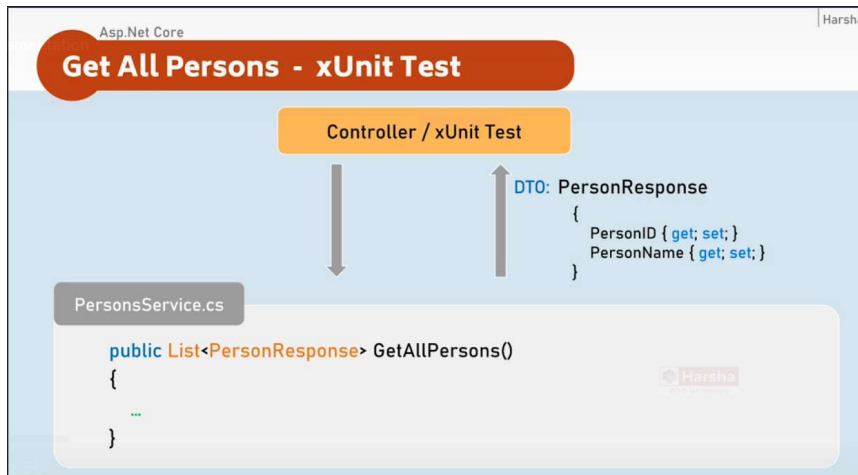 Asp.Net Core
Harsha
Get All Persons - xUnit Test
Controller / xUnit Test
DTO: PersonResponse
{
PersonID { get; set; }
PersonName { get; set; }
}
PersonsService.cs
public List<PersonResponse> GetAllPersons()
{
...
}
Harsha